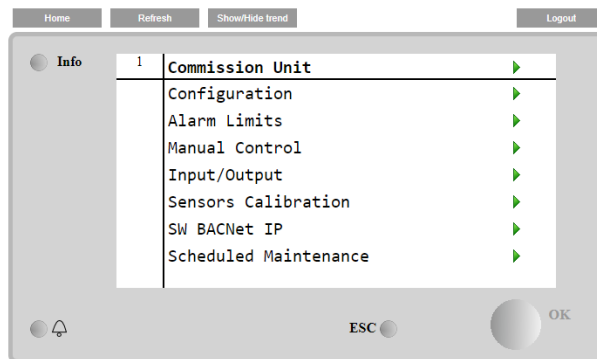 Home Refresh Show/Hide trend Logout
Info
1 Commission Unit
Configuration
Alarm Limits
Manual Control
Input/Output
Sensors Calibration
SW BACNet IP
Scheduled Maintenance
ESC OK